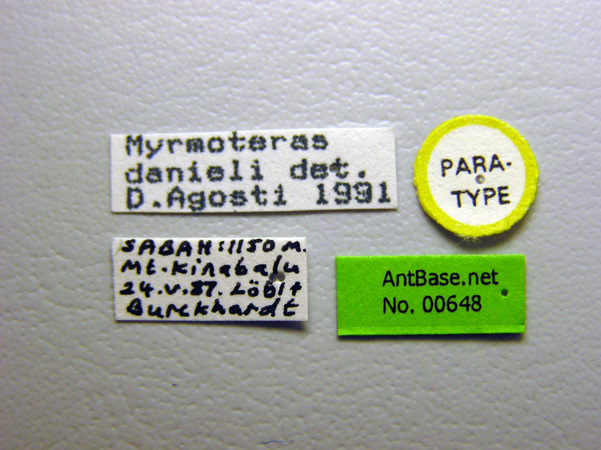 Myrmoteras
danieli det.
D.Agosti 1991
PARA-
TYPE
SABAH:1150 m.
Mt.Kinabalu
24.V.87. Löbl +
Burckhardt
AntBase.net
No. 00648